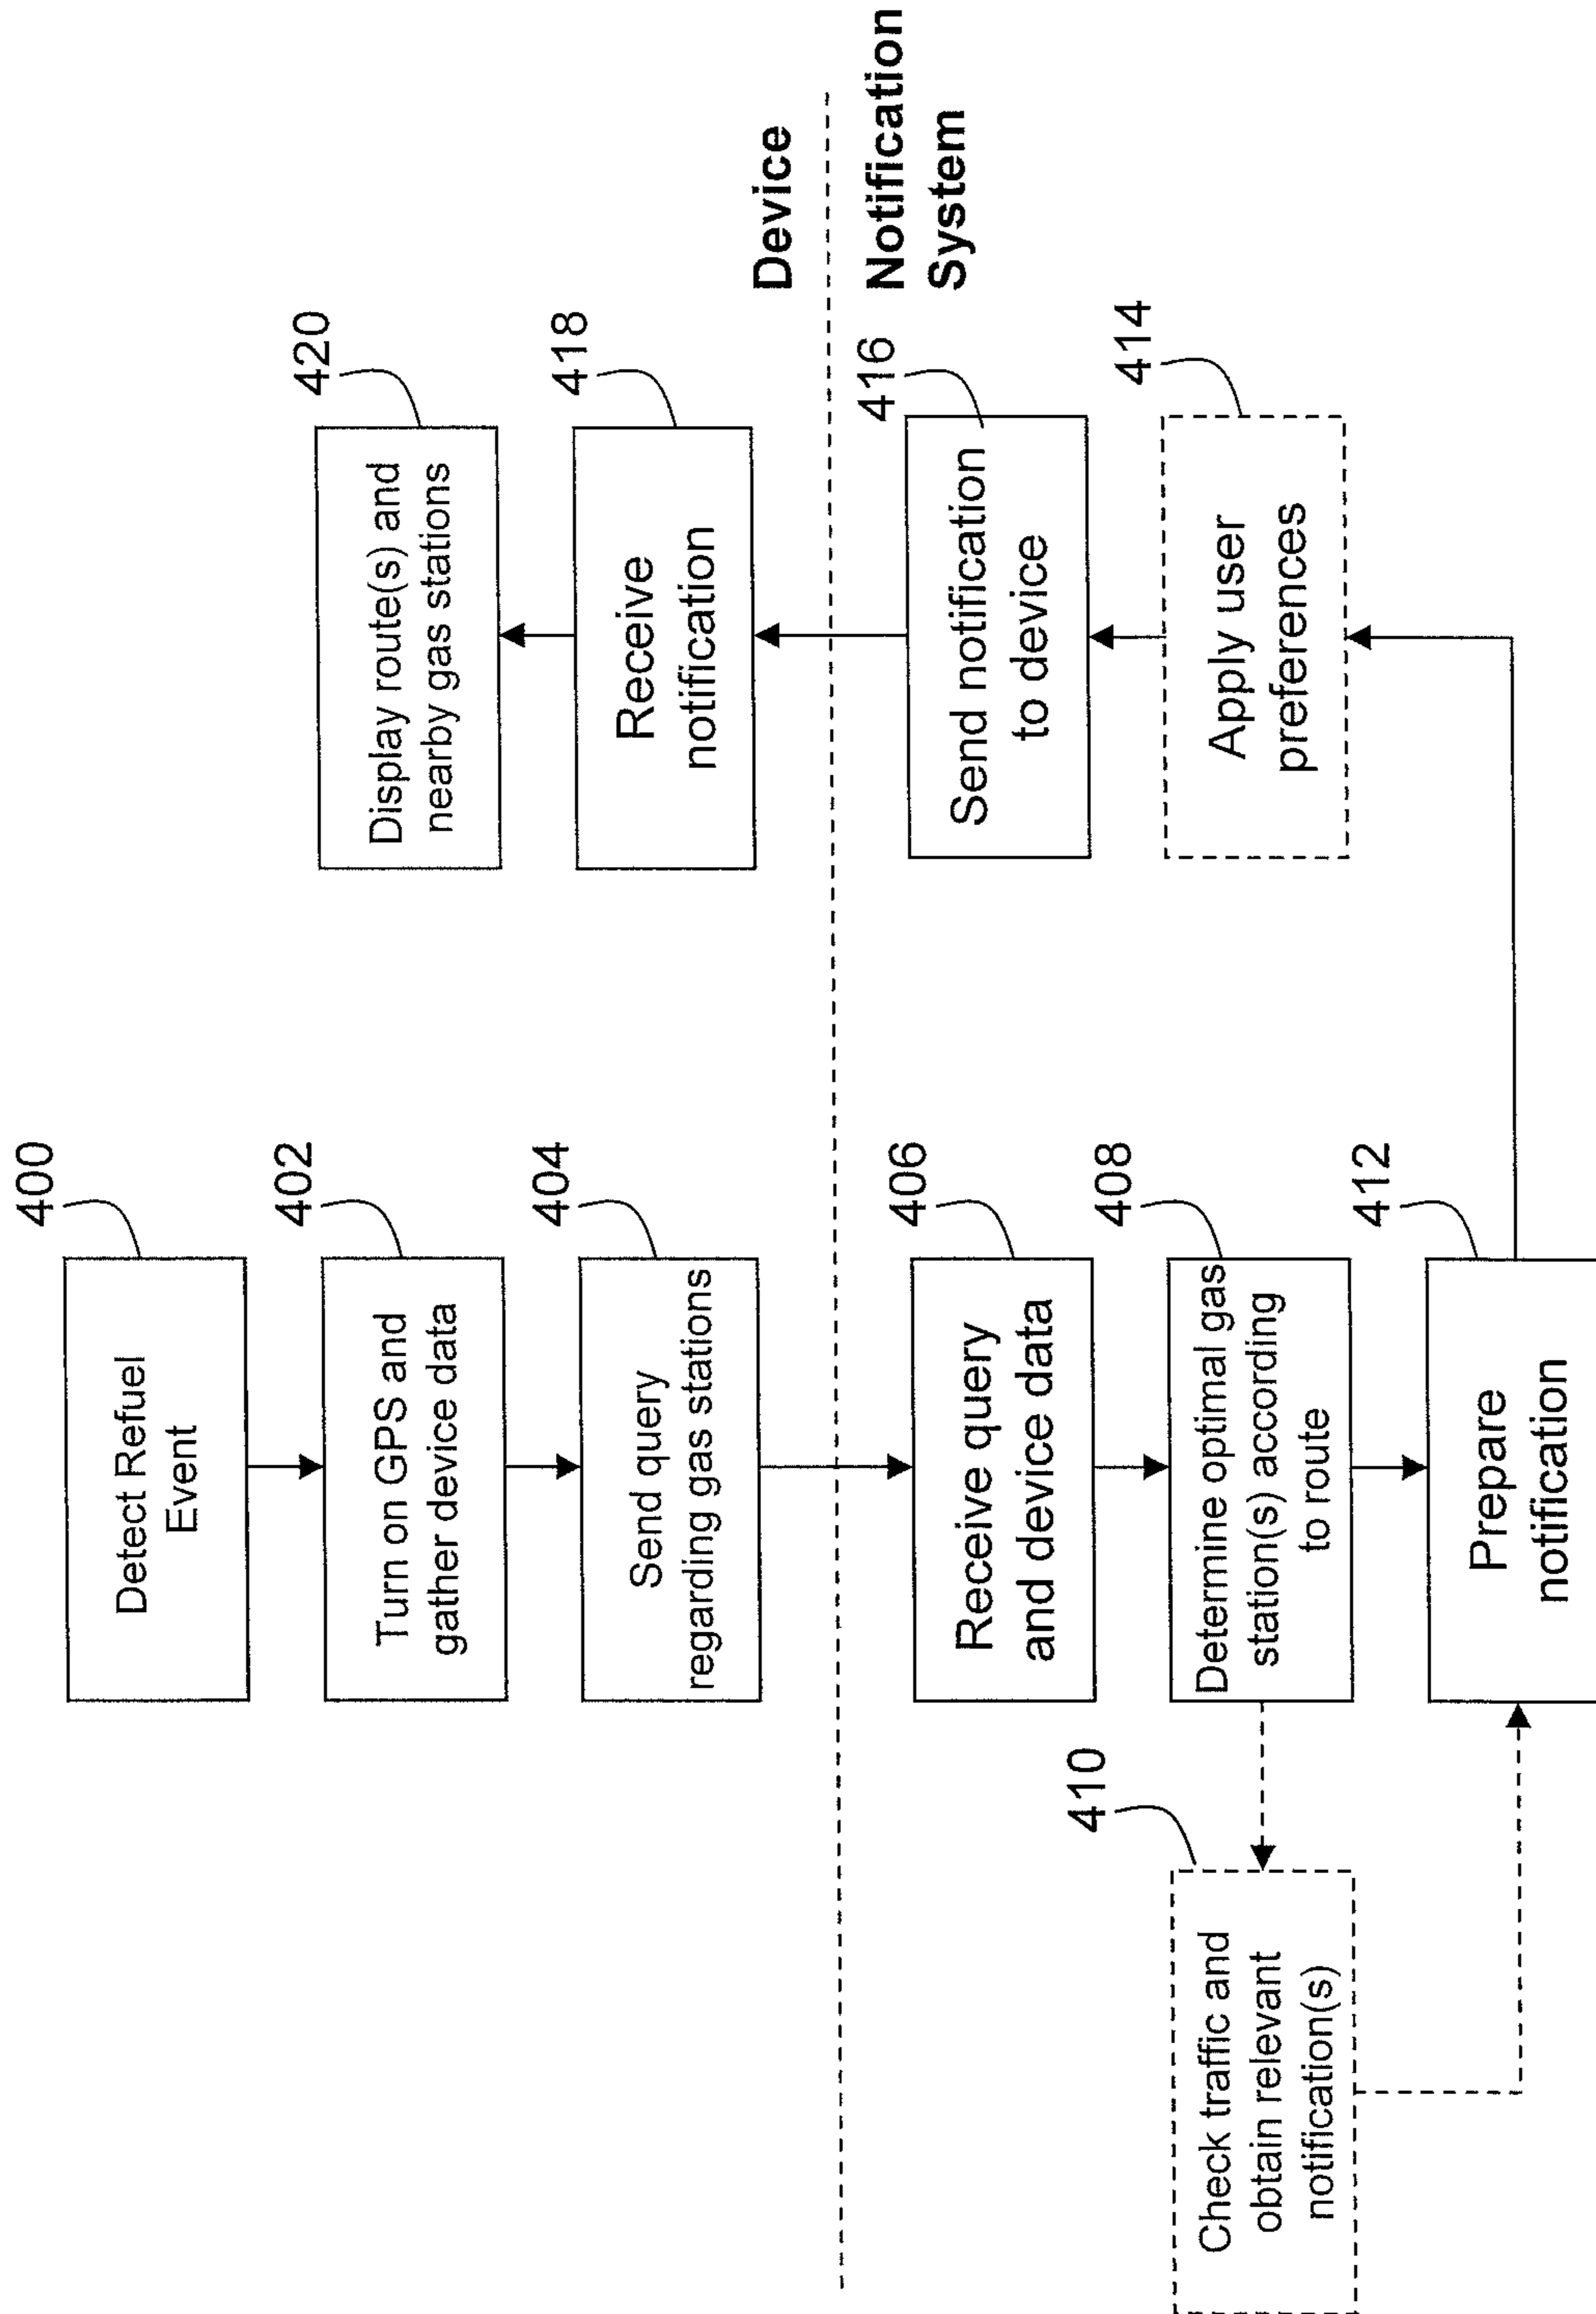 400
Detect Refuel
Event
402
Turn on GPS and
gather device data
404
Send query
regarding gas stations
406
Receive query
and device data
408
Determine optimal gas
station(s) according
to route
410
Check traffic and
obtain relevant
notification(s)
412
Prepare
notification
414
Apply user
preferences
416
Send notification
to device
418
Receive
notification
420
Display route(s) and
nearby gas stations
Device
Notification
System